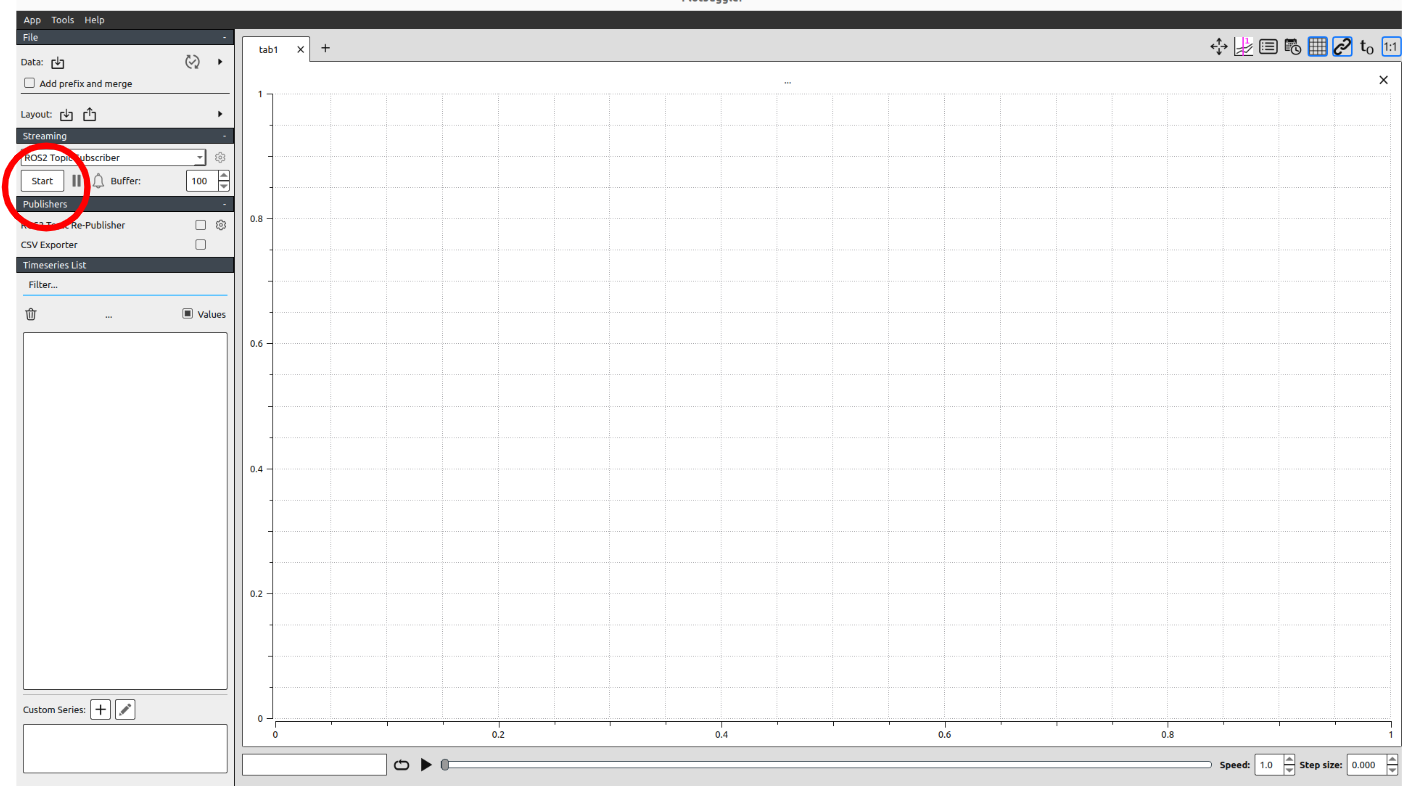 App Tools Help
File -
tab1 × +
t0 1:1
Data:
Add prefix and merge
...
Layout:
1
Streaming -
ROS2 Topic Subscriber
Start Buffer: 100
Publishers -
ROS2 Topic Re-Publisher
0.8
CSV Exporter
Timeseries List
Filter...
... Values
0.6
0.4
0.2
Custom Series: +
0
0 0.2 0.4 0.6 0.8 1
Speed: 1.0 Step size: 0.000